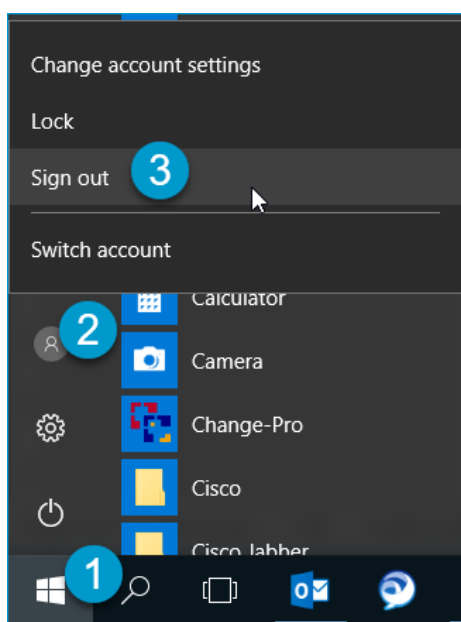 Change account settings
Lock
Sign out 3
Switch account
Calculator
2
Camera
Change-Pro
Cisco
Cisco Jabber
1